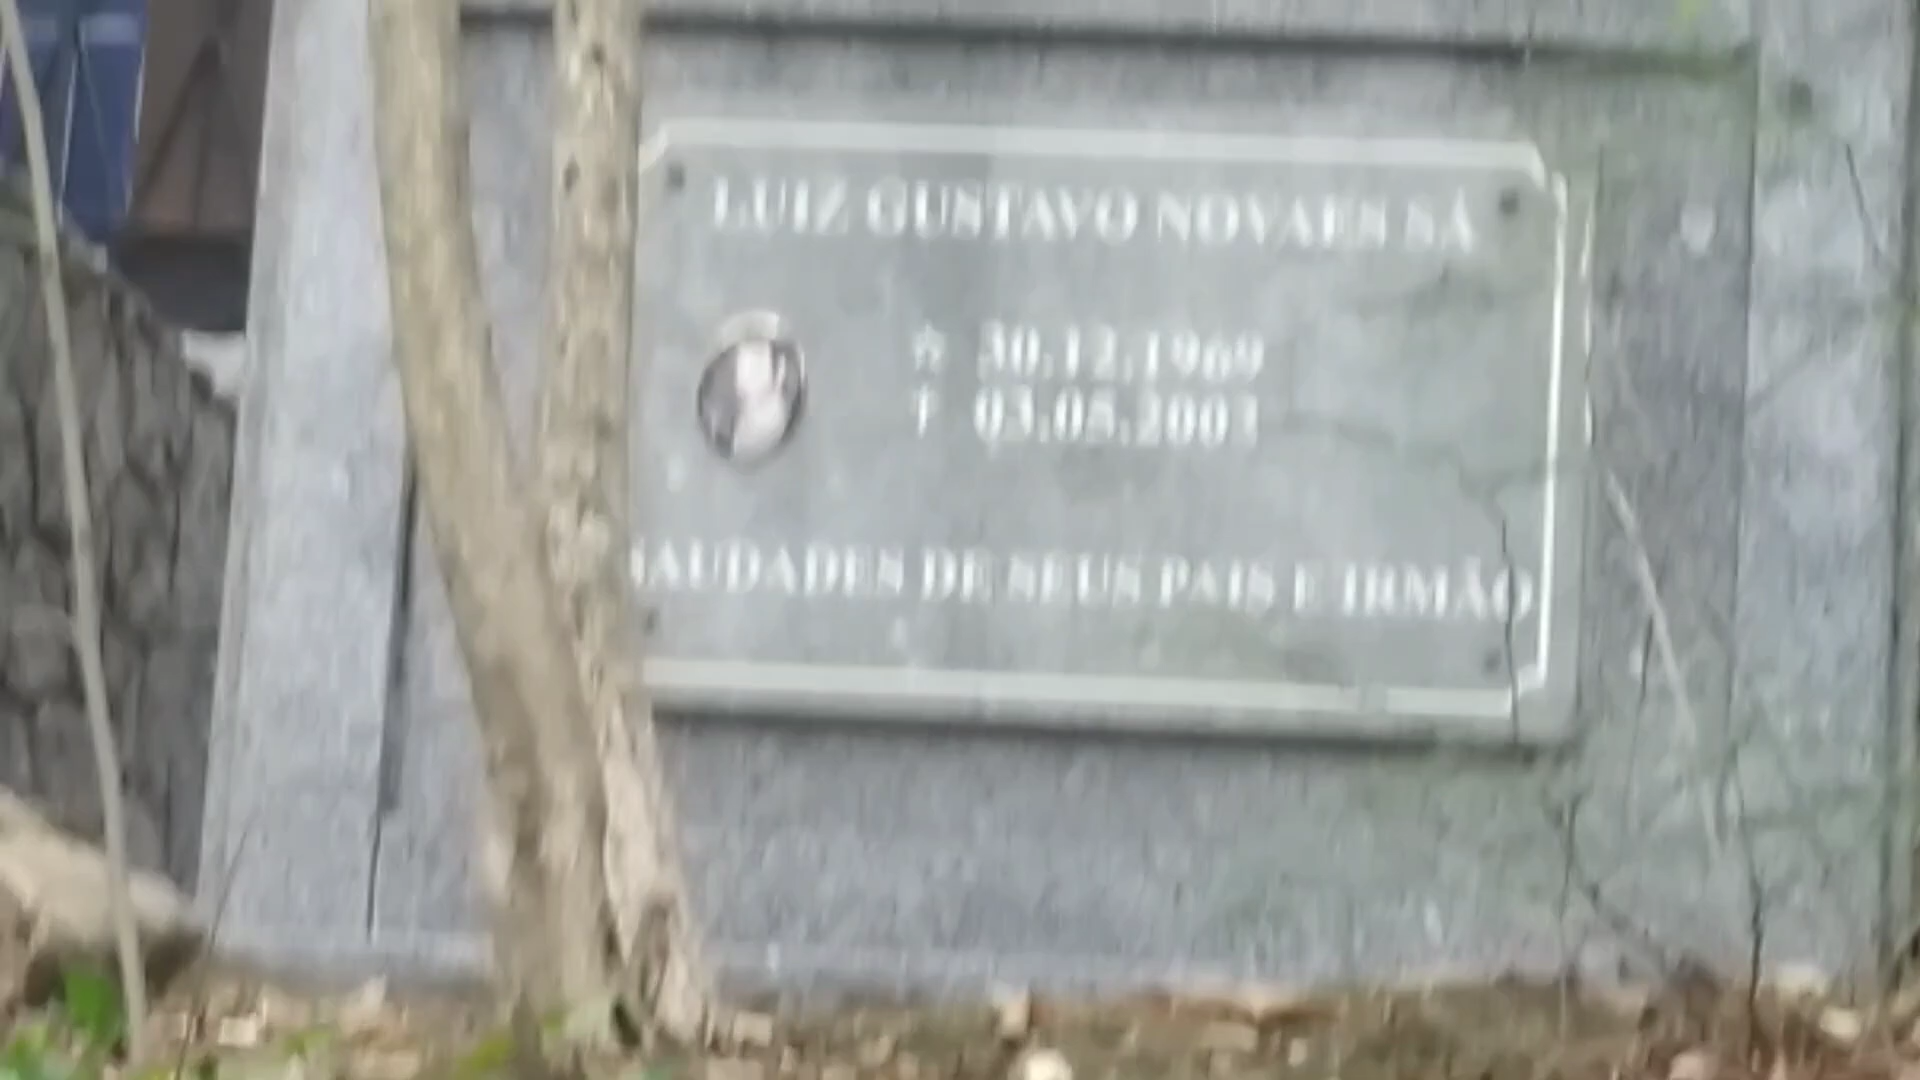 LUIZ GUSTAVO NOVAES SÁ
☆ 30.12.1969
† 03.05.2003
SAUDADES DE SEUS PAIS E IRMÃO